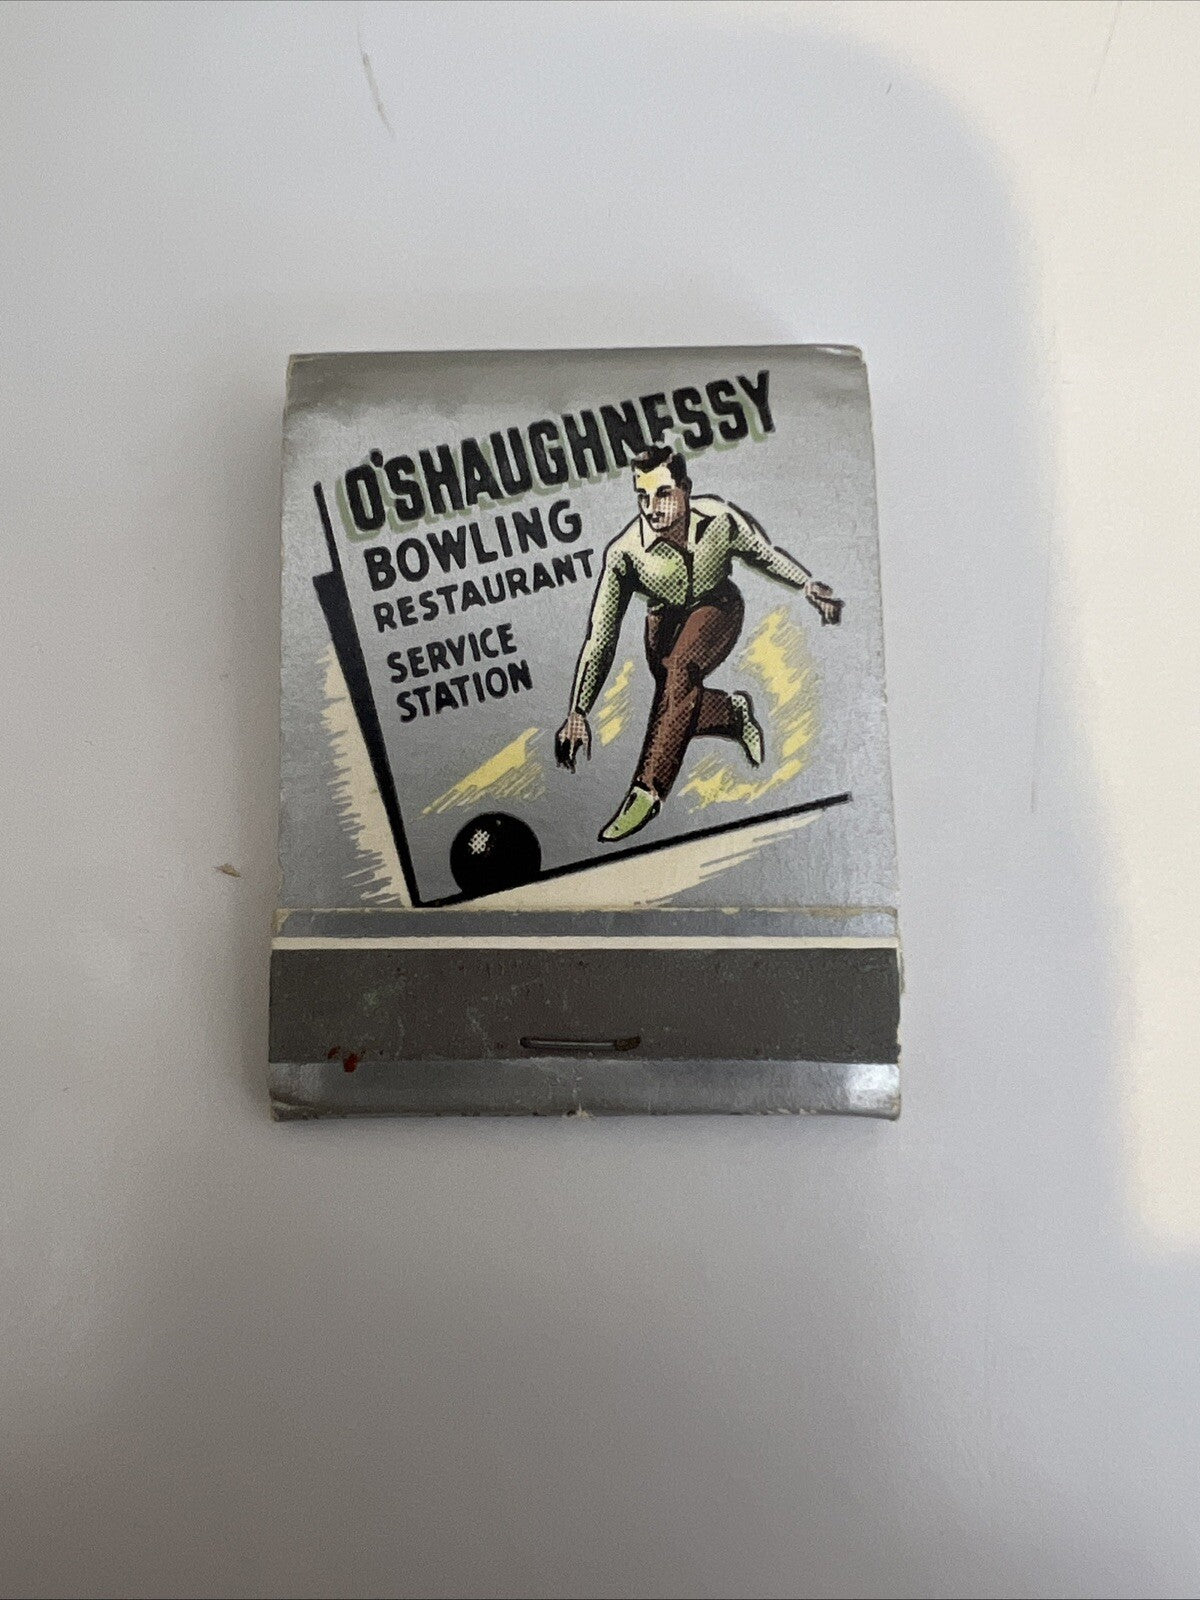 O'SHAUGHNESSY
BOWLING
RESTAURANT
SERVICE
STATION